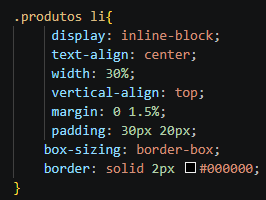 .produtos li{
display: inline-block;
text-align: center;
width: 30%;
vertical-align: top;
margin: 0 1.5%;
padding: 30px 20px;
box-sizing: border-box;
border: solid 2px #000000;
}